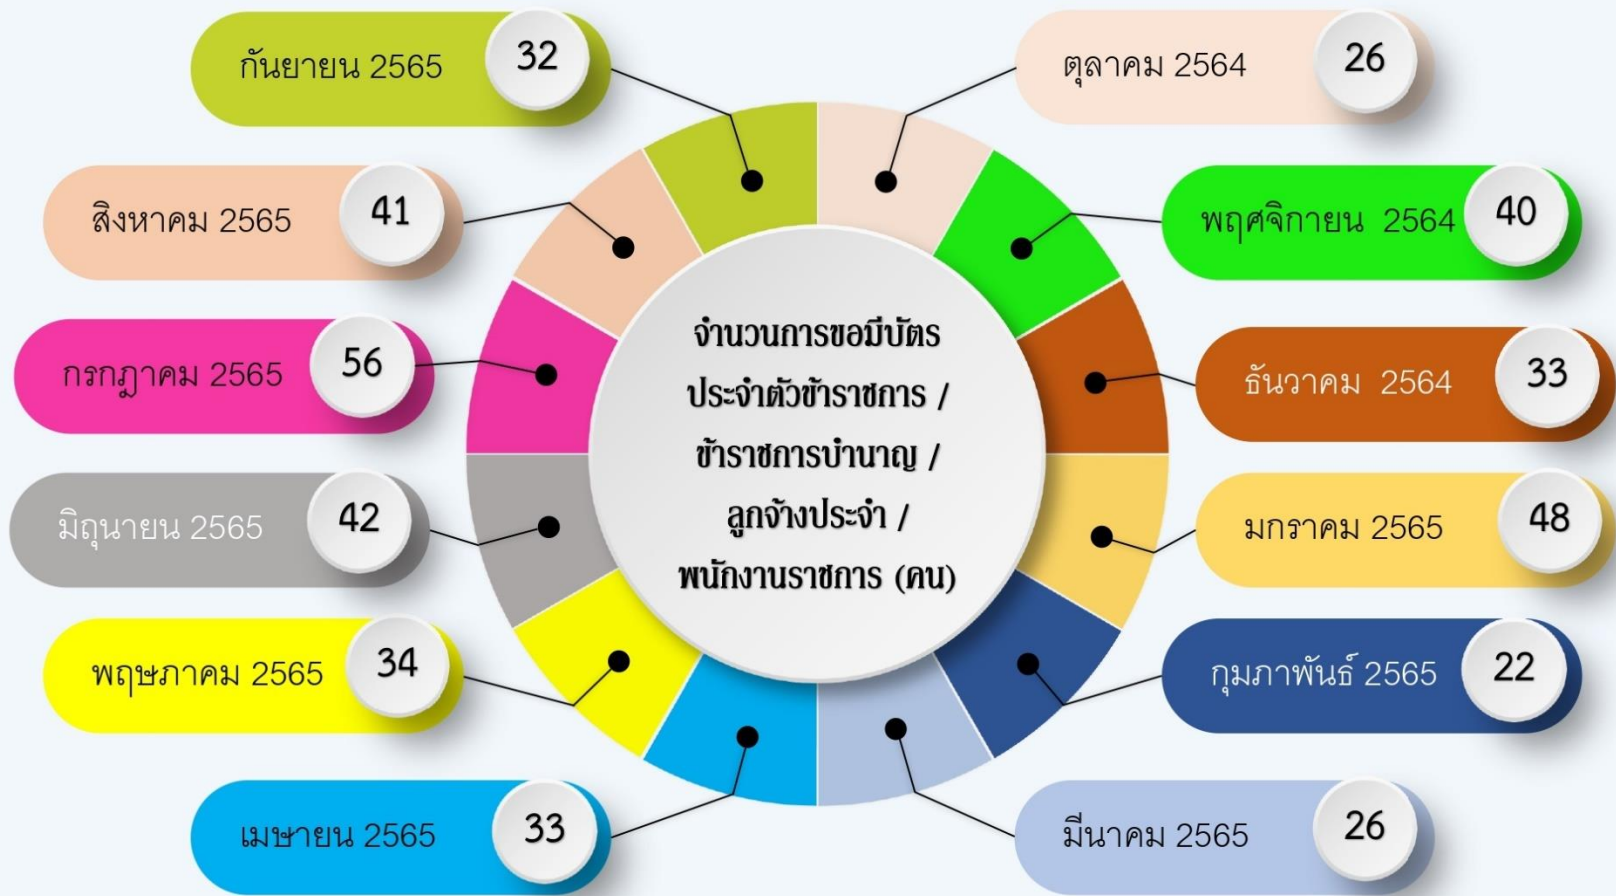 จำนวนการขอมีบัตร
ประจำตัวข้าราชการ /
ข้าราชการบำนาญ /
ลูกจ้างประจำ /
พนักงานราชการ (คน)
ตุลาคม 2564 26
พฤศจิกายน 2564 40
ธันวาคม 2564 33
มกราคม 2565 48
กุมภาพันธ์ 2565 22
มีนาคม 2565 26
เมษายน 2565 33
พฤษภาคม 2565 34
มิถุนายน 2565 42
กรกฎาคม 2565 56
สิงหาคม 2565 41
กันยายน 2565 32